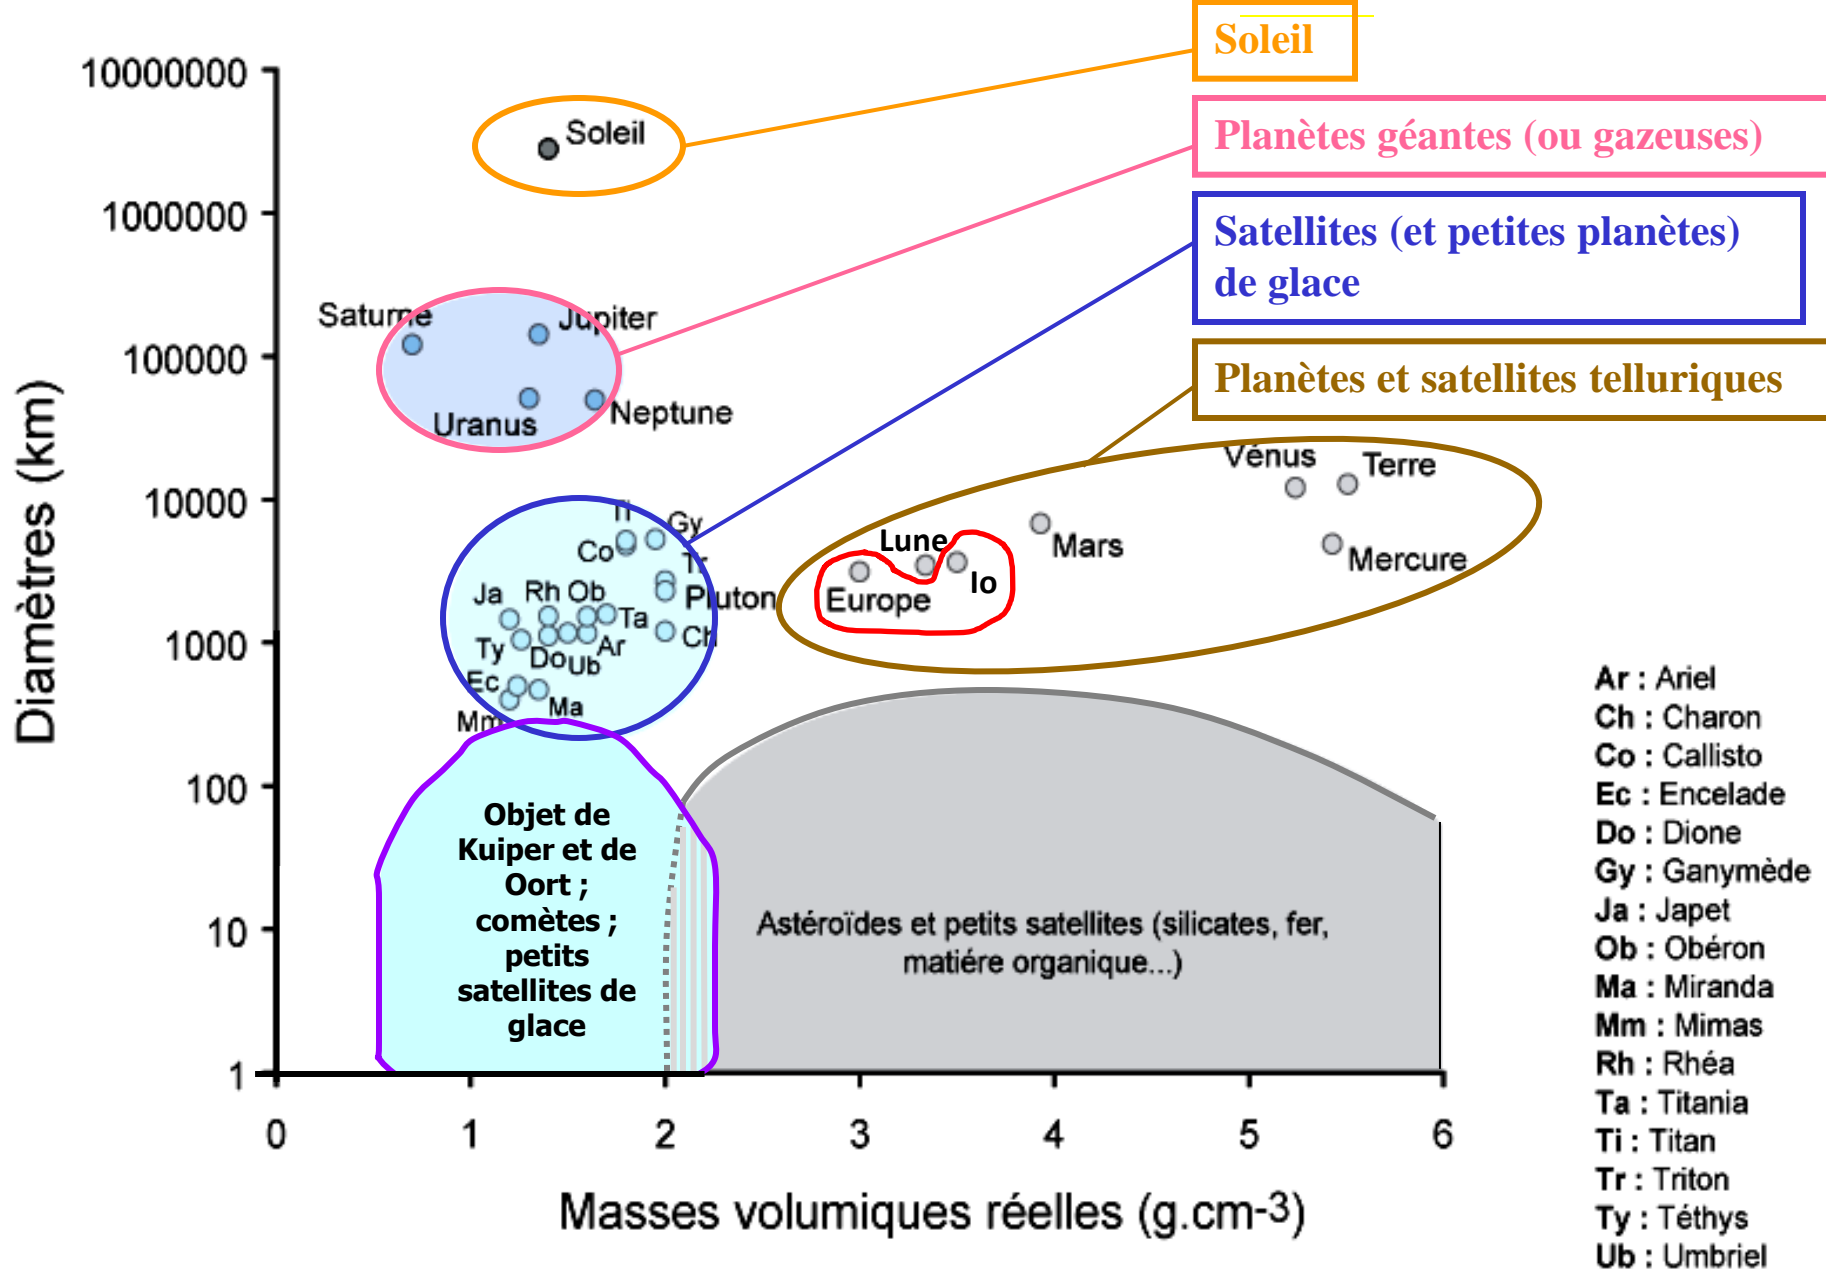 Soleil
Planètes géantes (ou gazeuses)
Satellites (et petites planètes)
de glace
Planètes et satellites telluriques
10000000
1000000
100000
10000
1000
100
10
1
Diamètres (km)
Soleil
Saturne
Jupiter
Uranus
Neptune
Ti
Gy
Co
Tr
Ja
Rh
Ob
Pluton
Ta
Ty
Do
Ub
Ar
Ch
Ec
Ma
Mm
Vénus
Terre
Mars
Mercure
Lune
Io
Europe
Objet de
Kuiper et de
Oort ;
comètes ;
petits
satellites de
glace
Astéroïdes et petits satellites (silicates, fer,
matiére organique...)
0 1 2 3 4 5 6
Masses volumiques réelles (g.cm-3)
Ar : Ariel
Ch : Charon
Co : Callisto
Ec : Encelade
Do : Dione
Gy : Ganymède
Ja : Japet
Ob : Obéron
Ma : Miranda
Mm : Mimas
Rh : Rhéa
Ta : Titania
Ti : Titan
Tr : Triton
Ty : Téthys
Ub : Umbriel